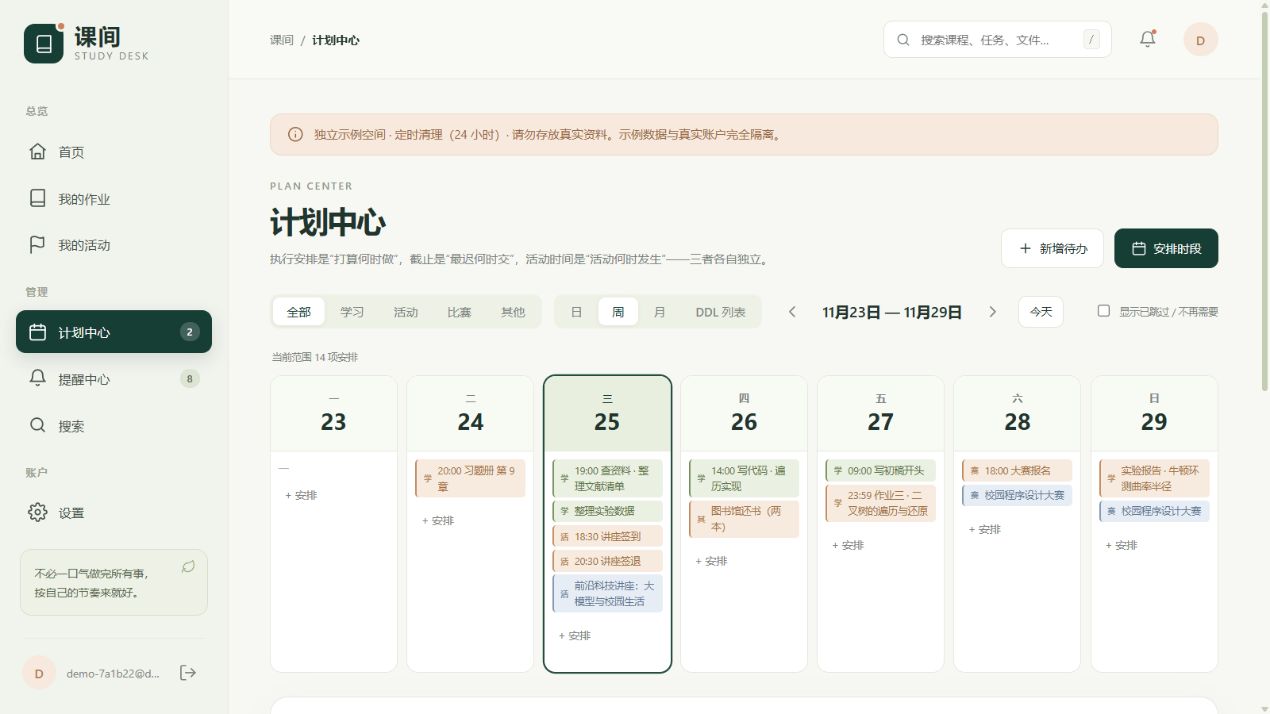 课间
STUDY DESK
总览
首页
我的作业
我的活动
管理
计划中心
2
提醒中心
8
搜索
账户
设置
不必一口气做完所有事，
按自己的节奏来就好。
D
demo-7a1b22@d...
课间 / 计划中心
搜索课程、任务、文件...
/
D
独立示例空间 · 定时清理（24 小时）· 请勿存放真实资料。示例数据与真实账户完全隔离。
PLAN CENTER
计划中心
执行安排是“打算何时做”，截止是“最迟何时交”，活动时间是“活动何时发生”——三者各自独立。
+ 新增待办
安排时段
全部 学习 活动 比赛 其他
日 周 月 DDL 列表
11月23日 — 11月29日
今天
显示已跳过 / 不再需要
当前范围 14 项安排
一
23
—
+ 安排
二
24
学 20:00 习题册 第 9
章
+ 安排
三
25
学 19:00 查资料 · 整
理文献清单
学 整理实验数据
活 18:30 讲座签到
活 20:30 讲座签退
活 前沿科技讲座：大
模型与校园生活
+ 安排
四
26
学 14:00 写代码 · 遍
历实现
其 图书馆还书（两
本）
+ 安排
五
27
学 09:00 写初稿开头
学 23:59 作业三 · 二
叉树的遍历与还原
+ 安排
六
28
赛 18:00 大赛报名
赛 校园程序设计大赛
+ 安排
日
29
学 实验报告 · 牛顿环
测曲率半径
赛 校园程序设计大赛
+ 安排